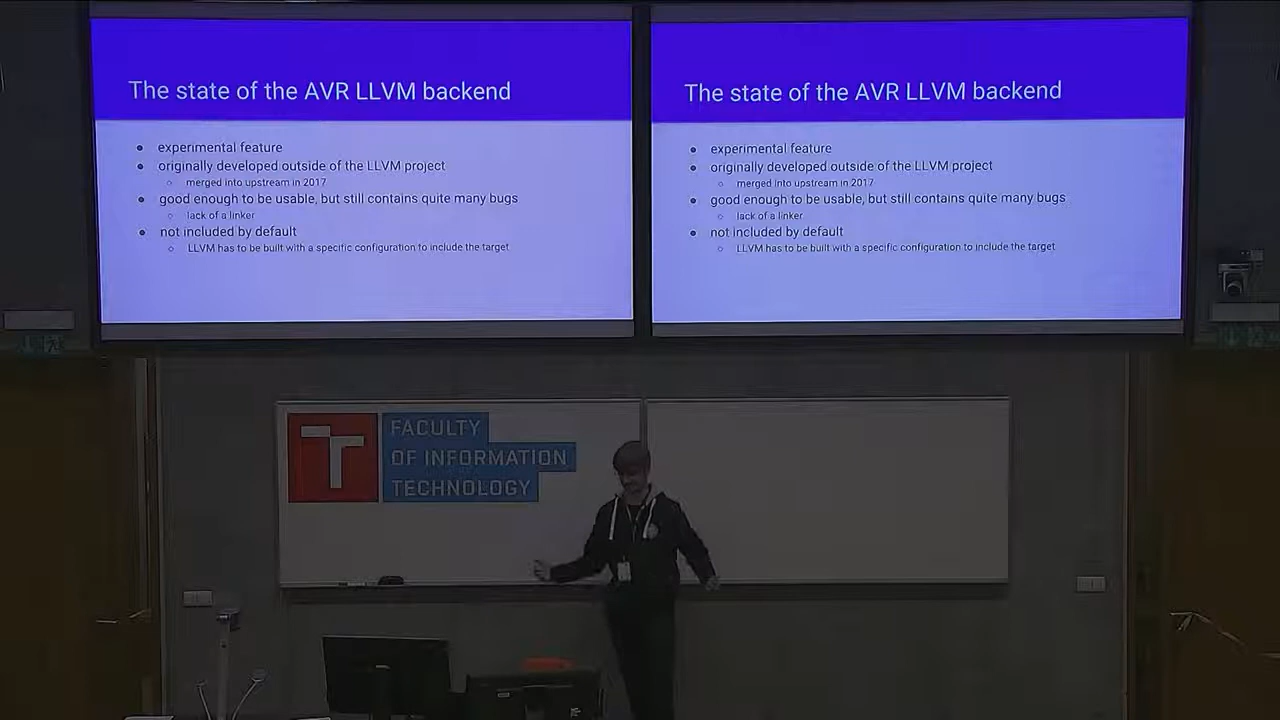 The state of the AVR LLVM backend
experimental feature
originally developed outside of the LLVM project
merged into upstream in 2017
good enough to be usable, but still contains quite many bugs
lack of a linker
not included by default
LLVM has to be built with a specific configuration to include the target
The state of the AVR LLVM backend
experimental feature
originally developed outside of the LLVM project
merged into upstream in 2017
good enough to be usable, but still contains quite many bugs
lack of a linker
not included by default
LLVM has to be built with a specific configuration to include the target
FACULTY
OF INFORMATION
TECHNOLOGY